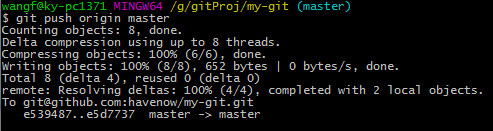 wangf@ky-pc1371 MINGW64 /g/gitProj/my-git (master)
$ git push origin master
Counting objects: 8, done.
Delta compression using up to 8 threads.
Compressing objects: 100% (6/6), done.
Writing objects: 100% (8/8), 652 bytes | 0 bytes/s, done.
Total 8 (delta 4), reused 0 (delta 0)
remote: Resolving deltas: 100% (4/4), completed with 2 local objects.
To git@github.com:havenow/my-git.git
   e539487..e5d7737  master -> master